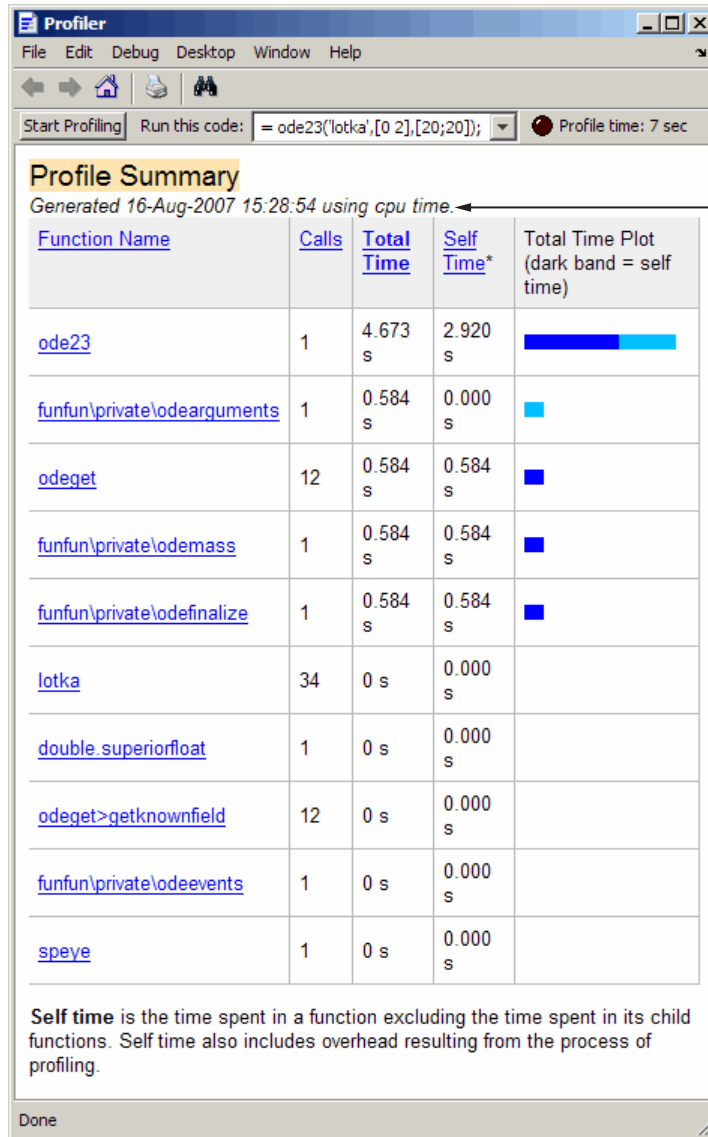 Profiler
File Edit Debug Desktop Window Help
Start Profiling Run this code: = ode23('lotka',[0 2],[20;20]); Profile time: 7 sec
Profile Summary
Generated 16-Aug-2007 15:28:54 using cpu time.
Function Name Calls Total Time Self Time* Total Time Plot (dark band = self time)
ode23 1 4.673 s 2.920 s
funfun\private\odearguments 1 0.584 s 0.000 s
odeget 12 0.584 s 0.584 s
funfun\private\odemass 1 0.584 s 0.584 s
funfun\private\odefinalize 1 0.584 s 0.584 s
lotka 34 0 s 0.000 s
double.superiorfloat 1 0 s 0.000 s
odeget>getknownfield 12 0 s 0.000 s
funfun\private\odeevents 1 0 s 0.000 s
speye 1 0 s 0.000 s
Self time is the time spent in a function excluding the time spent in its child
functions. Self time also includes overhead resulting from the process of
profiling.
Done